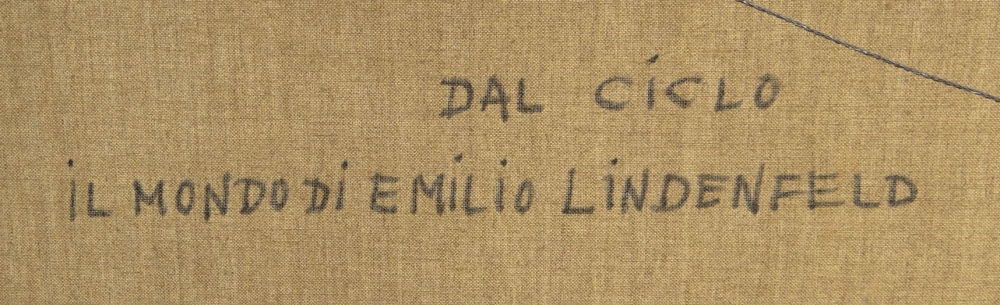 DAL CiCLO
iL MONDO Di EMiLiO LiNDENFELD